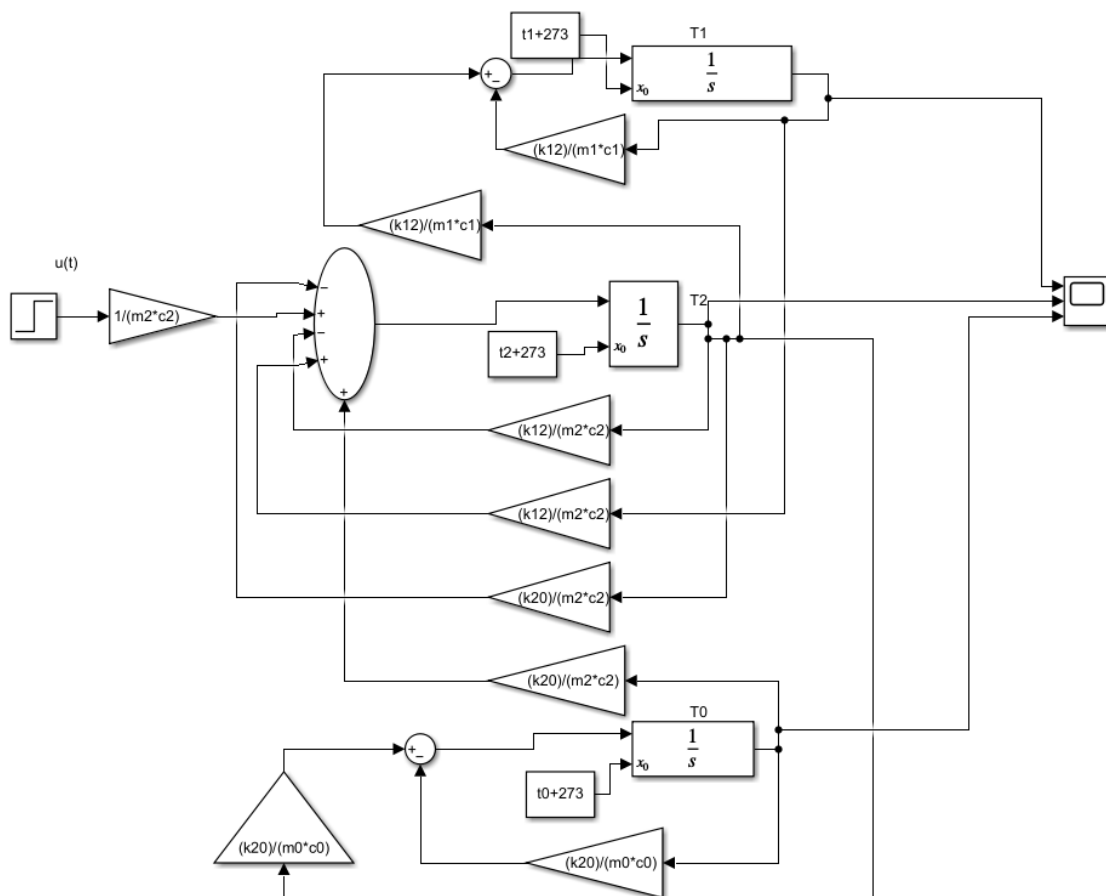 t1+273
T1
+
−
1
s
x₀
(k12)/(m1*c1)
(k12)/(m1*c1)
u(t)
1/(m2*c2)
−
+
−
+
+
1
s
x₀
T2
t2+273
(k12)/(m2*c2)
(k12)/(m2*c2)
(k20)/(m2*c2)
(k20)/(m2*c2)
T0
+
−
1
s
x₀
t0+273
(k20)/(m0*c0)
(k20)/(m0*c0)